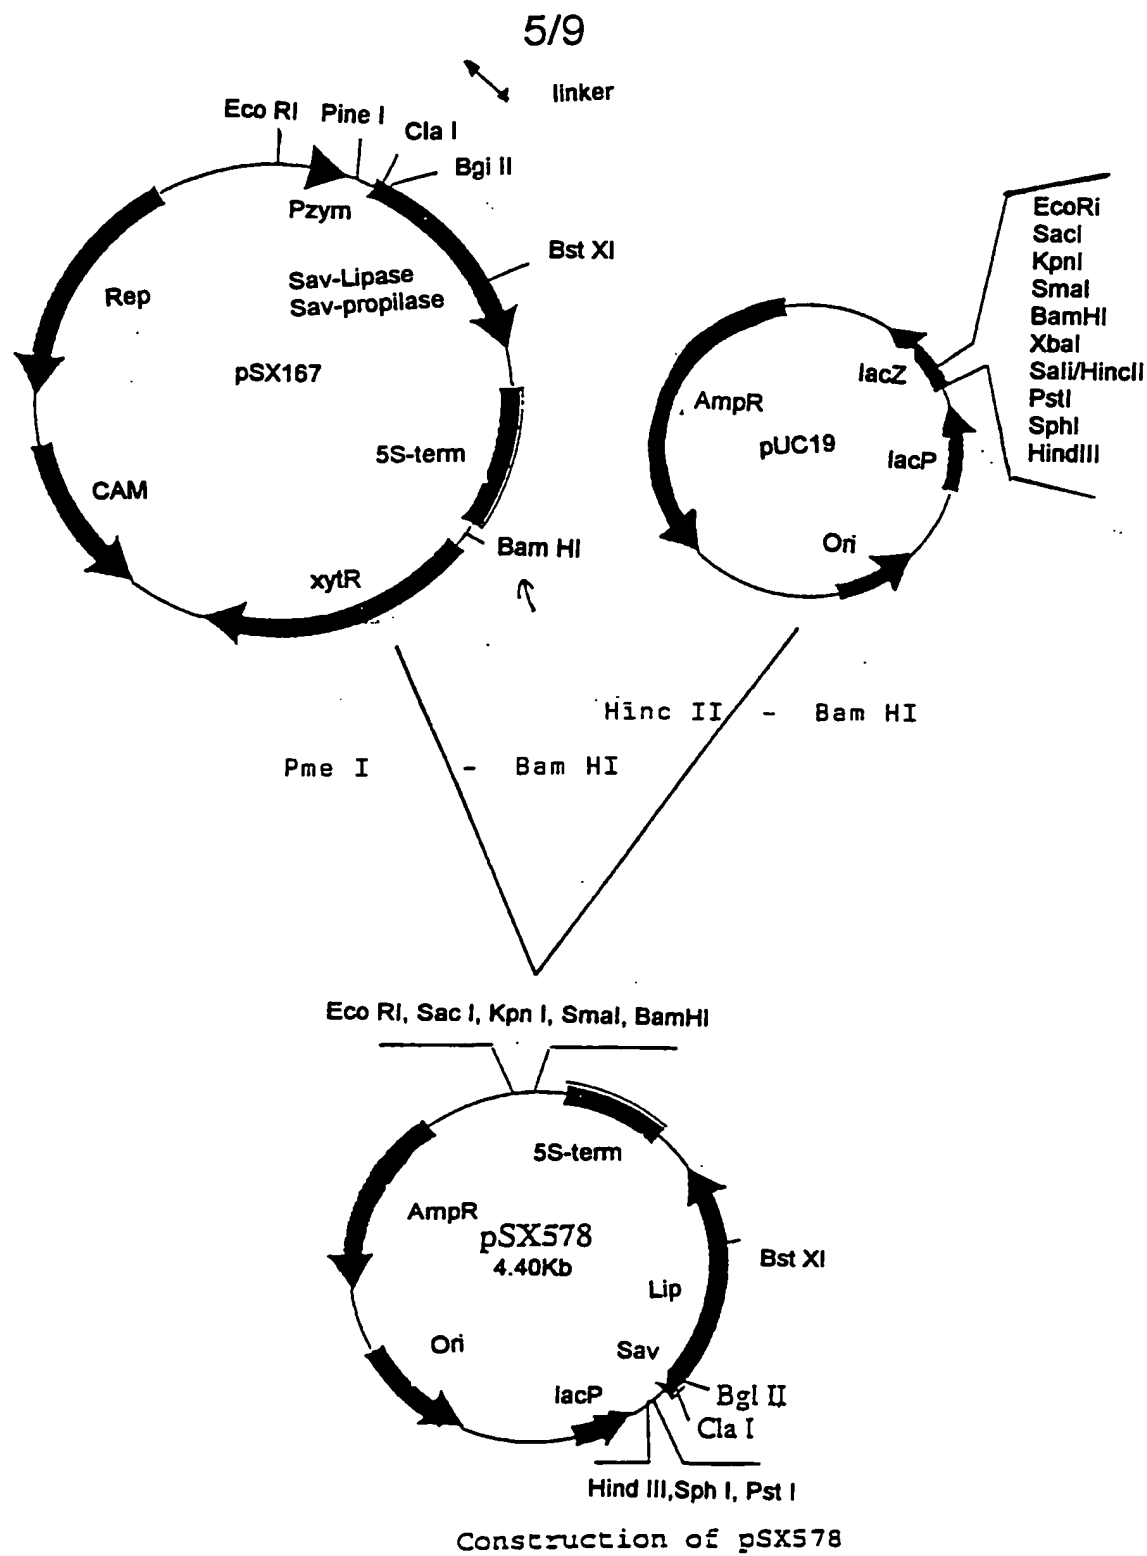 5/9
linker
Eco RI
Pine I
Cla I
Bgi II
Pzym
Bst XI
Sav-Lipase
Sav-propilase
Rep
pSX167
5S-term
CAM
Bam HI
xytR
EcoRi
SacI
KpnI
SmaI
BamHI
XbaI
Sali/HincII
PstI
SphI
HindIII
lacZ
AmpR
pUC19
lacP
Ori
Hinc II - Bam HI
Pme I - Bam HI
Eco RI, Sac I, Kpn I, SmaI, BamHI
5S-term
AmpR
pSX578
4.40Kb
Bst XI
Lip
Ori
Sav
lacP
Bgl II
Cla I
Hind III,Sph I, Pst I
Construction of pSX578